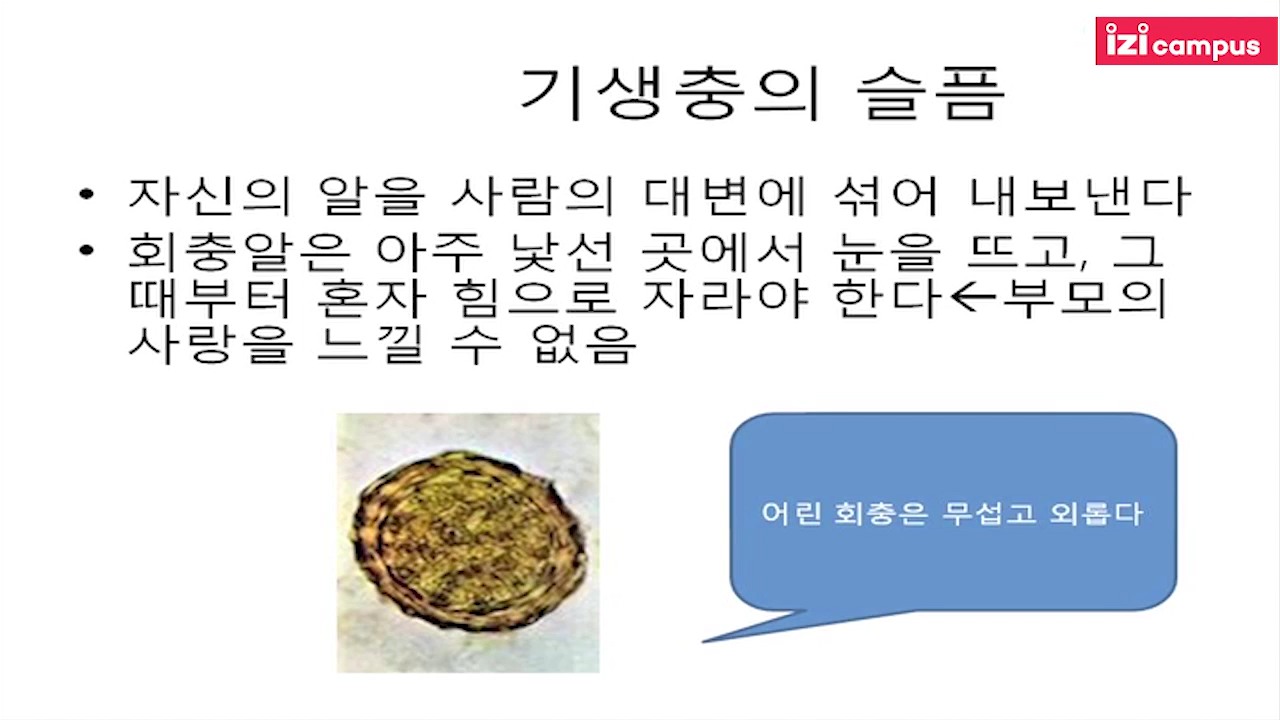 izi campus
기생충의 슬픔
• 자신의 알을 사람의 대변에 섞어 내보낸다
• 회충알은 아주 낯선 곳에서 눈을 뜨고, 그
때부터 혼자 힘으로 자라야 한다←부모의
사랑을 느낄 수 없음
어린 회충은 무섭고 외롭다